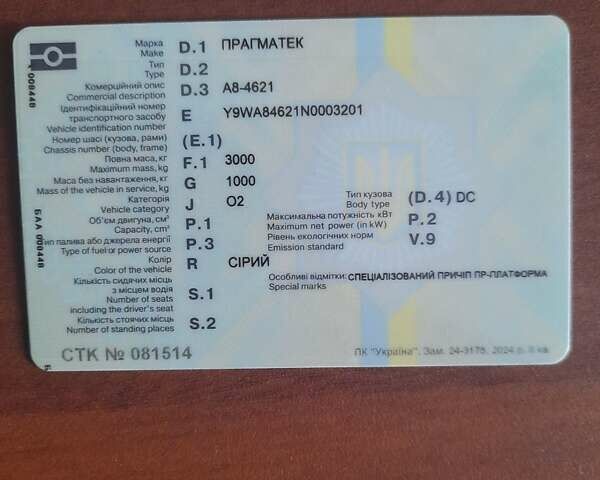 Марка D.1 ПРАГМАТЕК
Make
Тип D.2
Type
Комерційний опис D.3 А8-4621
Commercial description
Ідентифікаційний номер
транспортного засобу E Y9WA84621N0003201
Vehicle identification number
Номер шасі (кузова, рами) (E.1)
Chassis number (body, frame)
Повна маса, кг F.1 3000
Maximum mass, kg
Маса без навантаження, кг G 1000
Mass of the vehicle in service, kg
Категорія J О2
Vehicle category
Тип кузова (D.4) DC
Body type
Об'єм двигуна, см³ P.1
Capacity, cm³
Максимальна потужність кВт P.2
Maximum net power (in kW)
Тип палива або джерела енергії P.3
Type of fuel or power source
Рівень екологічних норм V.9
Emission standard
Колір R СІРИЙ
Color of the vehicle
Особливі відмітки: СПЕЦІАЛІЗОВАНИЙ ПРИЧІП ПР-ПЛАТФОРМА
Special marks
Кількість сидячих місць
з місцем водія S.1
Number of seats
including the driver's seat
Кількість стоячих місць S.2
Number of standing places
СТК № 081514
ПК "Україна". Зам. 24-3175. 2024 р. II кв.
БАА 008448